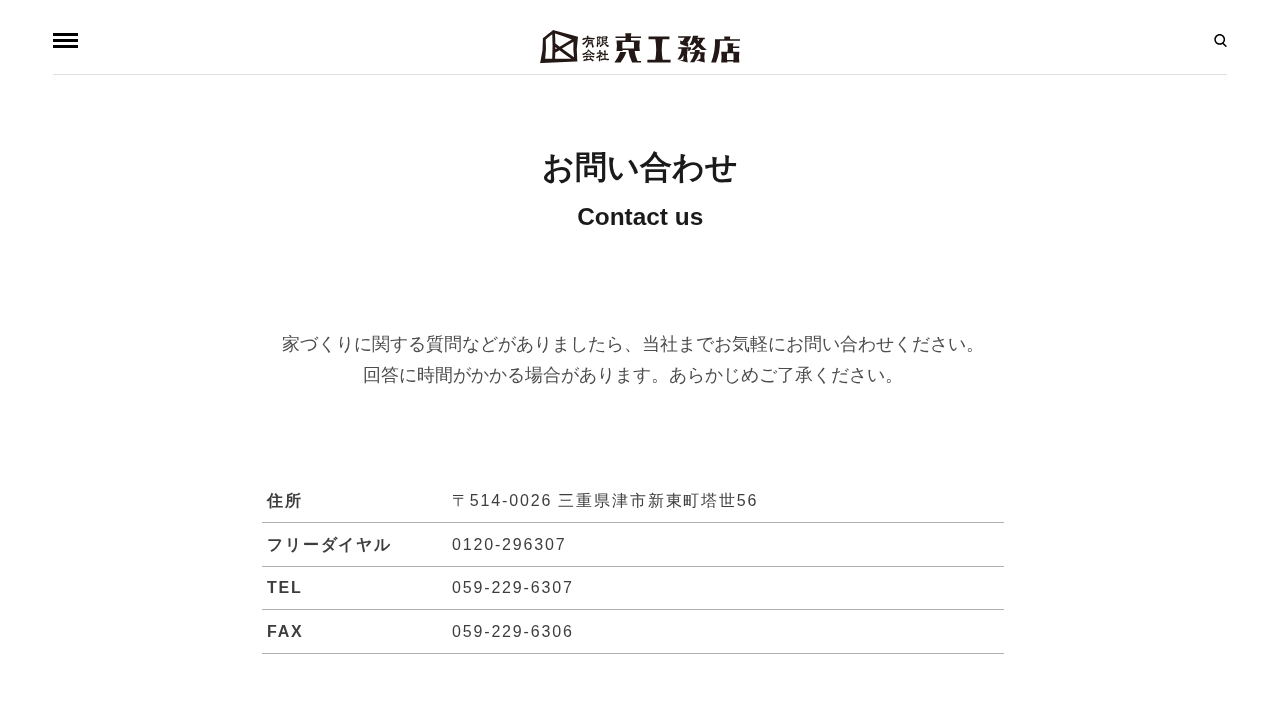 有限会社 克工務店
お問い合わせ
Contact us
家づくりに関する質問などがありましたら、当社までお気軽にお問い合わせください。
回答に時間がかかる場合があります。あらかじめご了承ください。
住所 〒514-0026 三重県津市新東町塔世56
フリーダイヤル 0120-296307
TEL 059-229-6307
FAX 059-229-6306